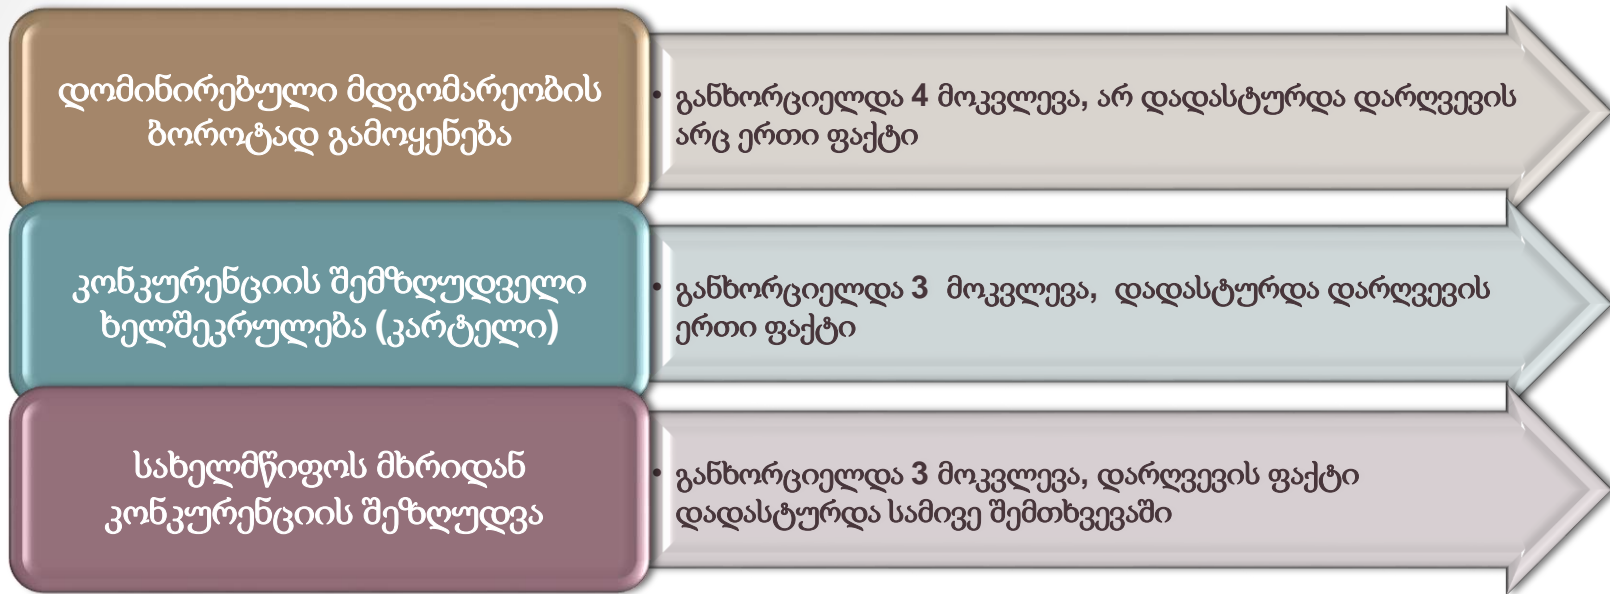 დომინირებული მდგომარეობის
ბოროტად გამოყენება
• განხორციელდა 4 მოკვლევა, არ დადასტურდა დარღვევის
არც ერთი ფაქტი
კონკურენციის შემზღუდველი
ხელშეკრულება (კარტელი)
• განხორციელდა 3 მოკვლევა, დადასტურდა დარღვევის
ერთი ფაქტი
სახელმწიფოს მხრიდან
კონკურენციის შეზღუდვა
• განხორციელდა 3 მოკვლევა, დარღვევის ფაქტი
დადასტურდა სამივე შემთხვევაში